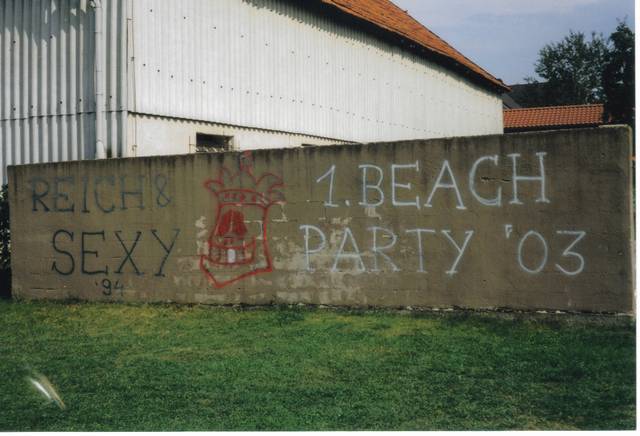 REICH &
SEXY
'94
1. BEACH
PARTY '03